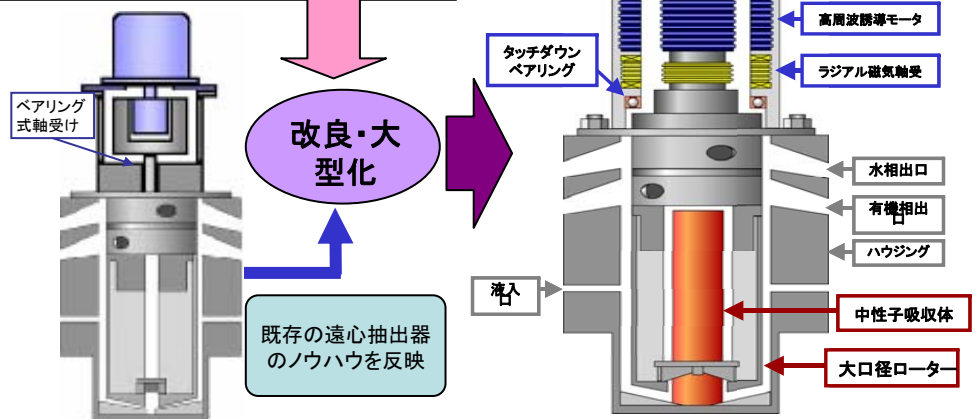 ベアリング
式軸受け
改良・大
型化
既存の遠心抽出器
のノウハウを反映
タッチダウン
ベアリング
高周波誘導モータ
ラジアル磁気軸受
水相出口
有機相出
口
ハウジング
液入
口
中性子吸収体
大口径ローター